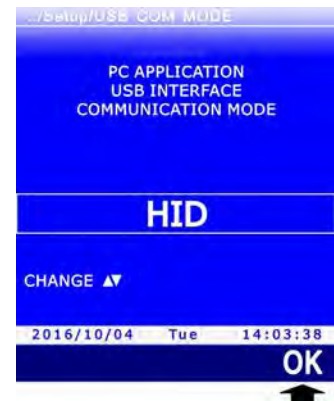 ../Setup/USB COM MODE
PC APPLICATION
USB INTERFACE
COMMUNICATION MODE
HID
CHANGE ▲▼
2016/10/04 Tue 14:03:38
OK